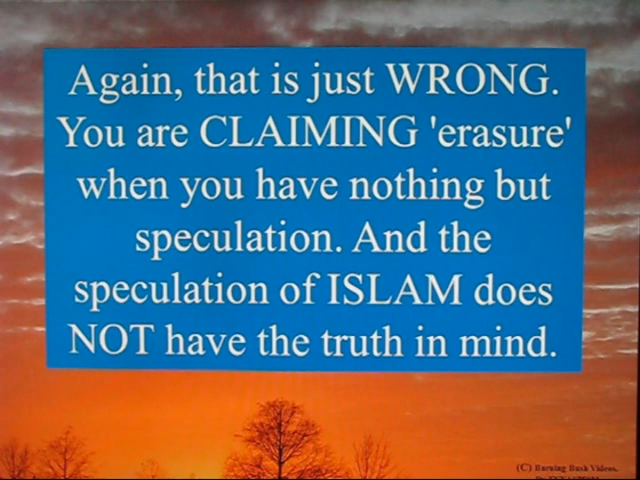 Again, that is just WRONG.
You are CLAIMING 'erasure'
when you have nothing but
speculation. And the
speculation of ISLAM does
NOT have the truth in mind.
(C) Burning Bush Videos.